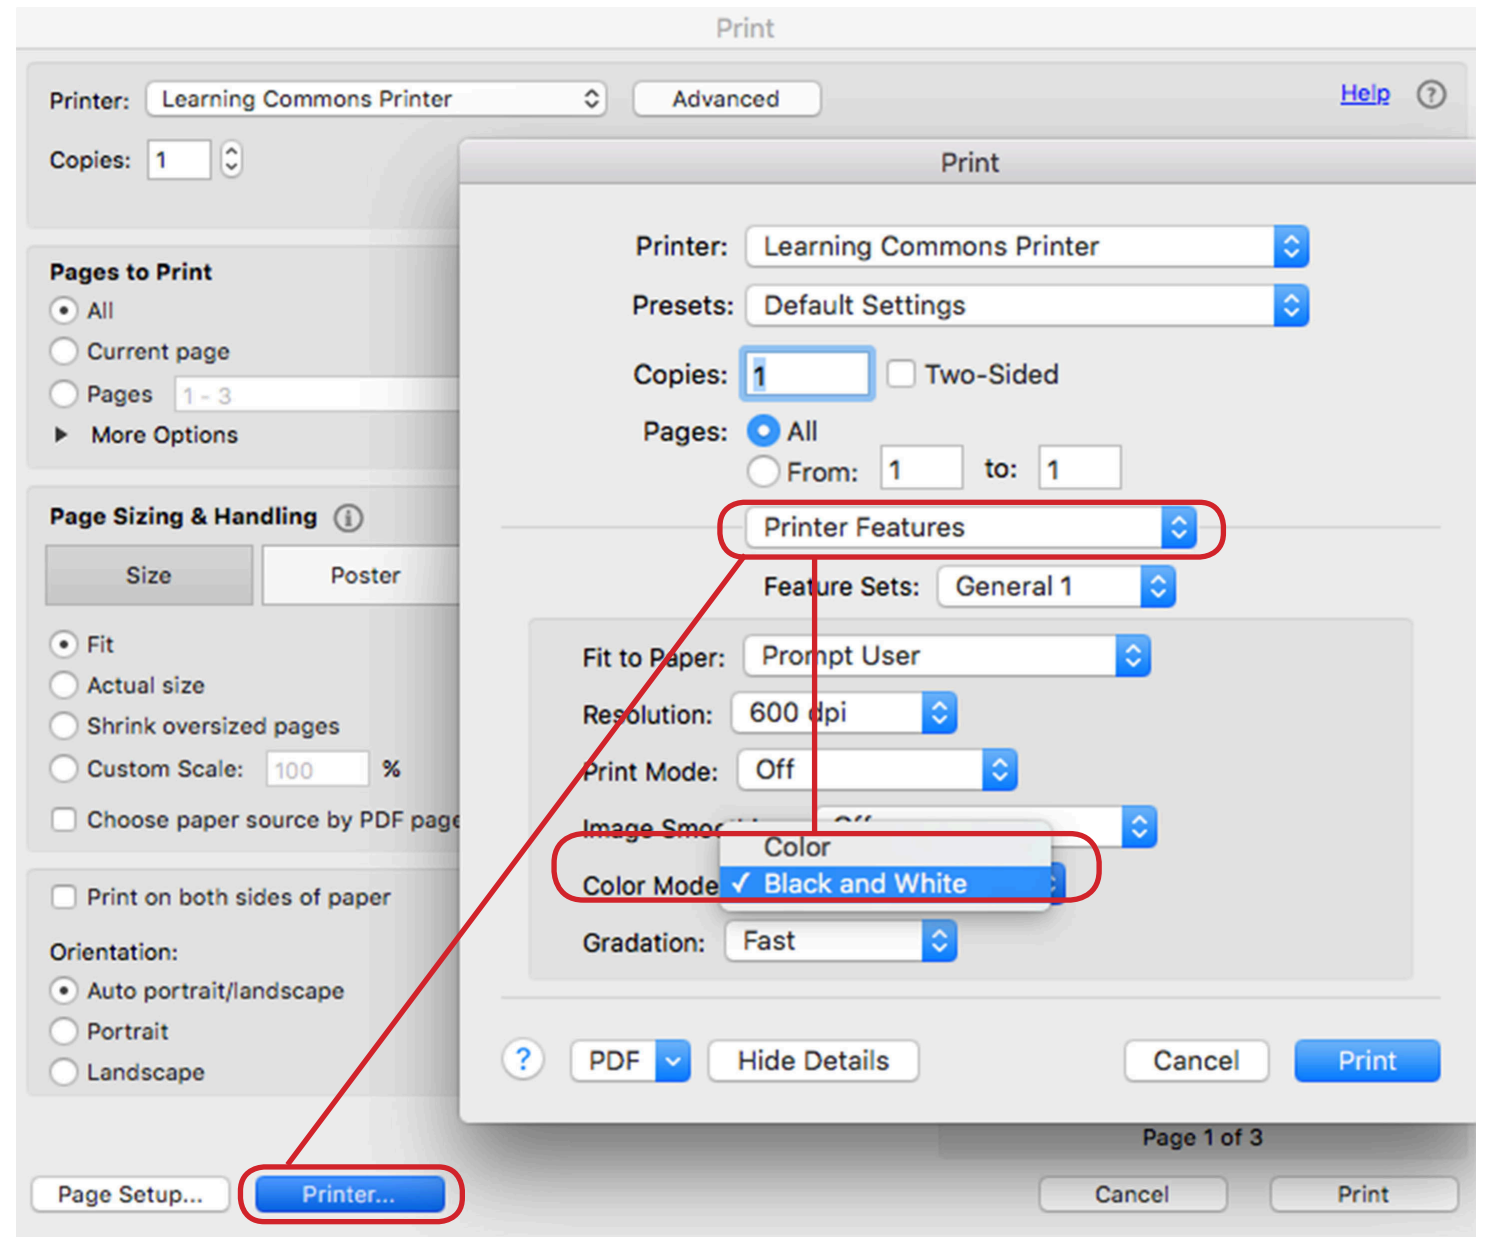 Print
Printer: Learning Commons Printer Advanced Help ?
Copies: 1
Pages to Print
All
Current page
Pages 1 - 3
More Options
Page Sizing & Handling i
Size Poster
Fit
Actual size
Shrink oversized pages
Custom Scale: 100 %
Choose paper source by PDF page
Print on both sides of paper
Orientation:
Auto portrait/landscape
Portrait
Landscape
Page Setup... Printer...
Print
Printer: Learning Commons Printer
Presets: Default Settings
Copies: 1 Two-Sided
Pages: All
From: 1 to: 1
Printer Features
Feature Sets: General 1
Fit to Paper: Prompt User
Resolution: 600 dpi
Print Mode: Off
Image Off
Color
Color Mode ✓ Black and White
Gradation: Fast
? PDF Hide Details Cancel Print
Page 1 of 3
Cancel Print